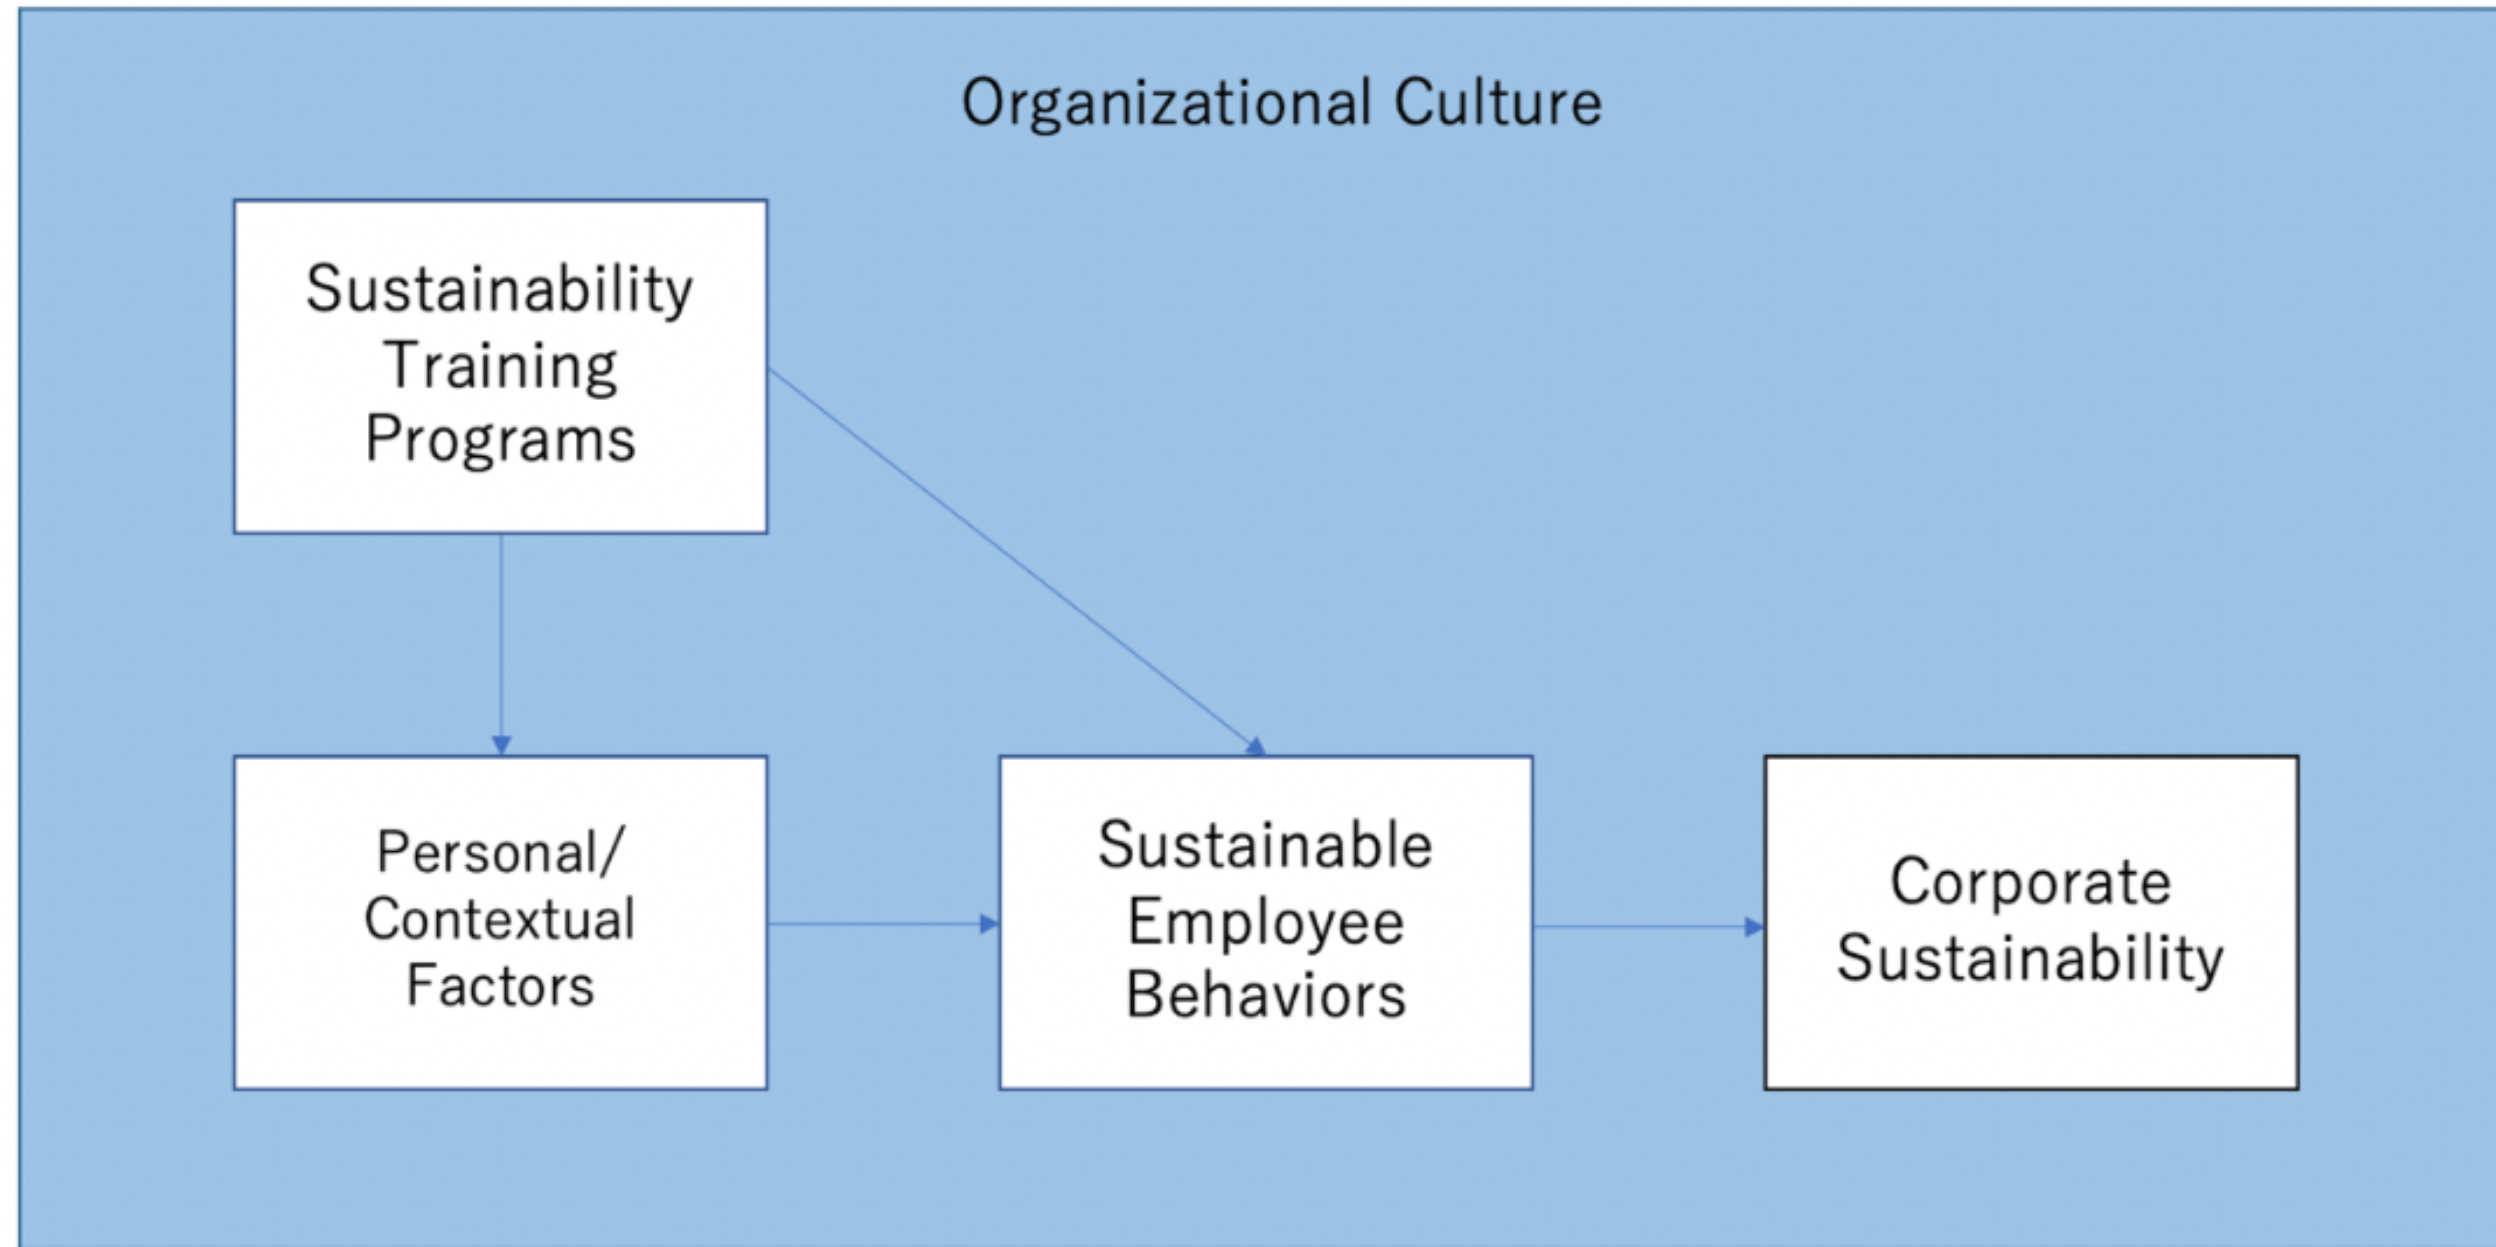 Organizational Culture
Sustainability
Training
Programs
Personal/
Contextual
Factors
Sustainable
Employee
Behaviors
Corporate
Sustainability